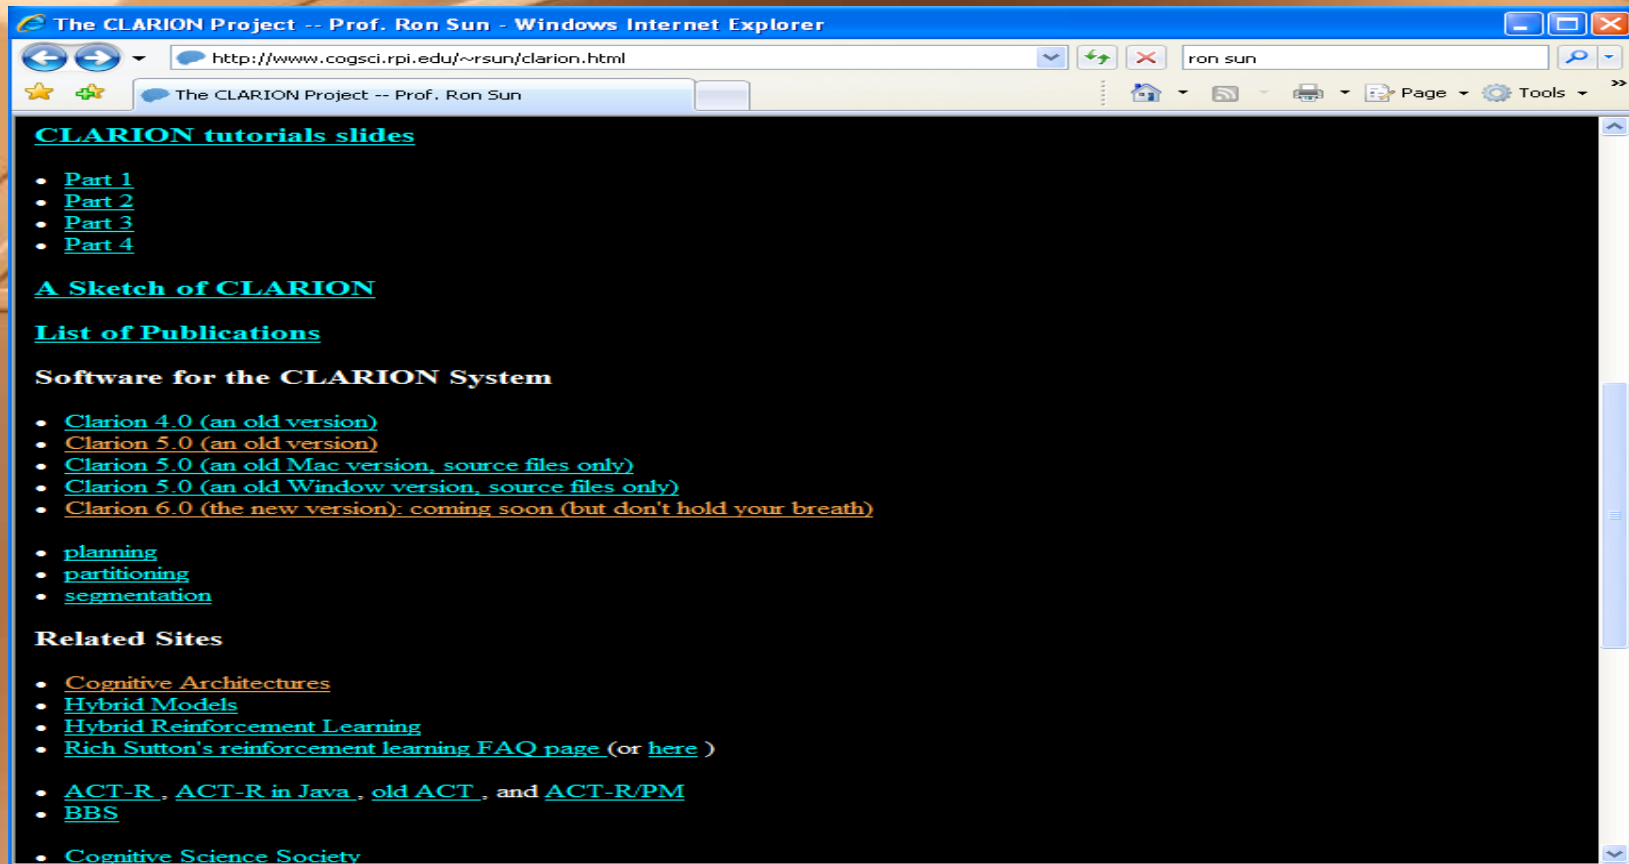 The CLARION Project -- Prof. Ron Sun - Windows Internet Explorer
http://www.cogsci.rpi.edu/~rsun/clarion.html
ron sun
The CLARION Project -- Prof. Ron Sun
Page
Tools
»
CLARION tutorials slides
• Part 1
• Part 2
• Part 3
• Part 4
A Sketch of CLARION
List of Publications
Software for the CLARION System
• Clarion 4.0 (an old version)
• Clarion 5.0 (an old version)
• Clarion 5.0 (an old Mac version, source files only)
• Clarion 5.0 (an old Window version, source files only)
• Clarion 6.0 (the new version): coming soon (but don't hold your breath)
• planning
• partitioning
• segmentation
Related Sites
• Cognitive Architectures
• Hybrid Models
• Hybrid Reinforcement Learning
• Rich Sutton's reinforcement learning FAQ page (or here )
• ACT-R , ACT-R in Java , old ACT , and ACT-R/PM
• BBS
• Cognitive Science Society